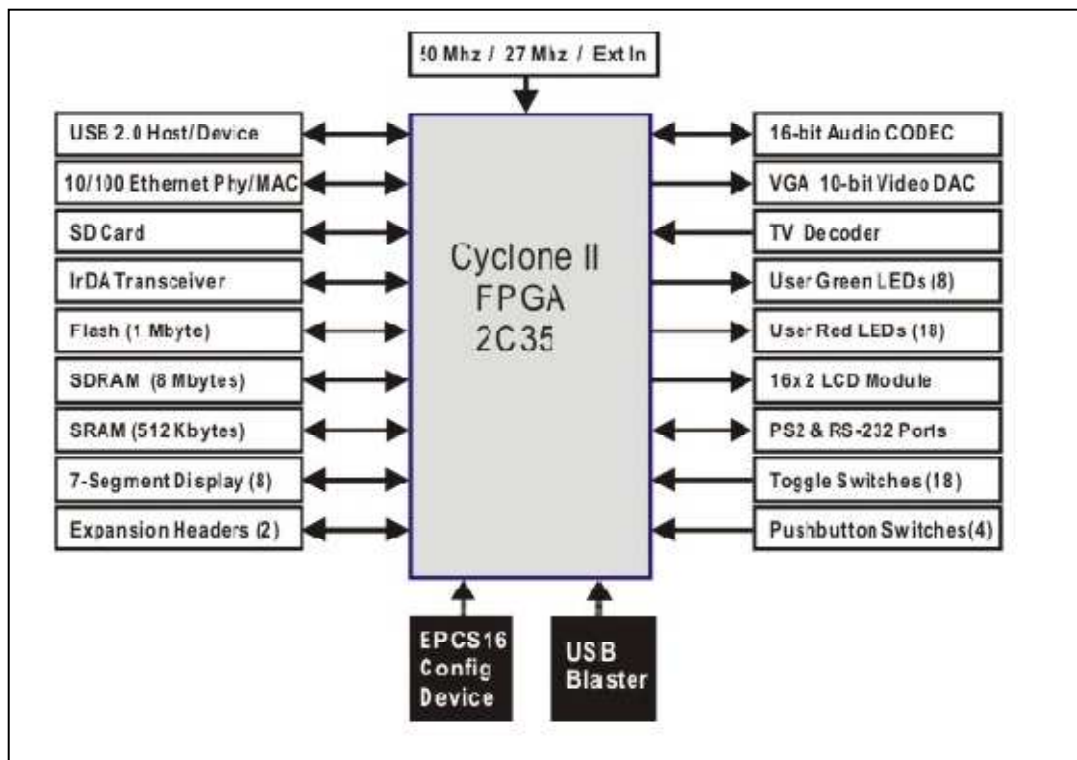 50 Mhz / 27 Mhz / Ext In
USB 2.0 Host/Device
10/100 Ethernet Phy/MAC
SD Card
IrDA Transceiver
Flash (1 Mbyte)
SDRAM (8 Mbytes)
SRAM (512 Kbytes)
7-Segment Display (8)
Expansion Headers (2)
Cyclone II
FPGA
2C35
16-bit Audio CODEC
VGA 10-bit Video DAC
TV Decoder
User Green LEDs (8)
User Red LEDs (18)
16x2 LCD Module
PS2 & RS-232 Ports
Toggle Switches (18)
Pushbutton Switches(4)
EPCS16
Config
Device
USB
Blaster